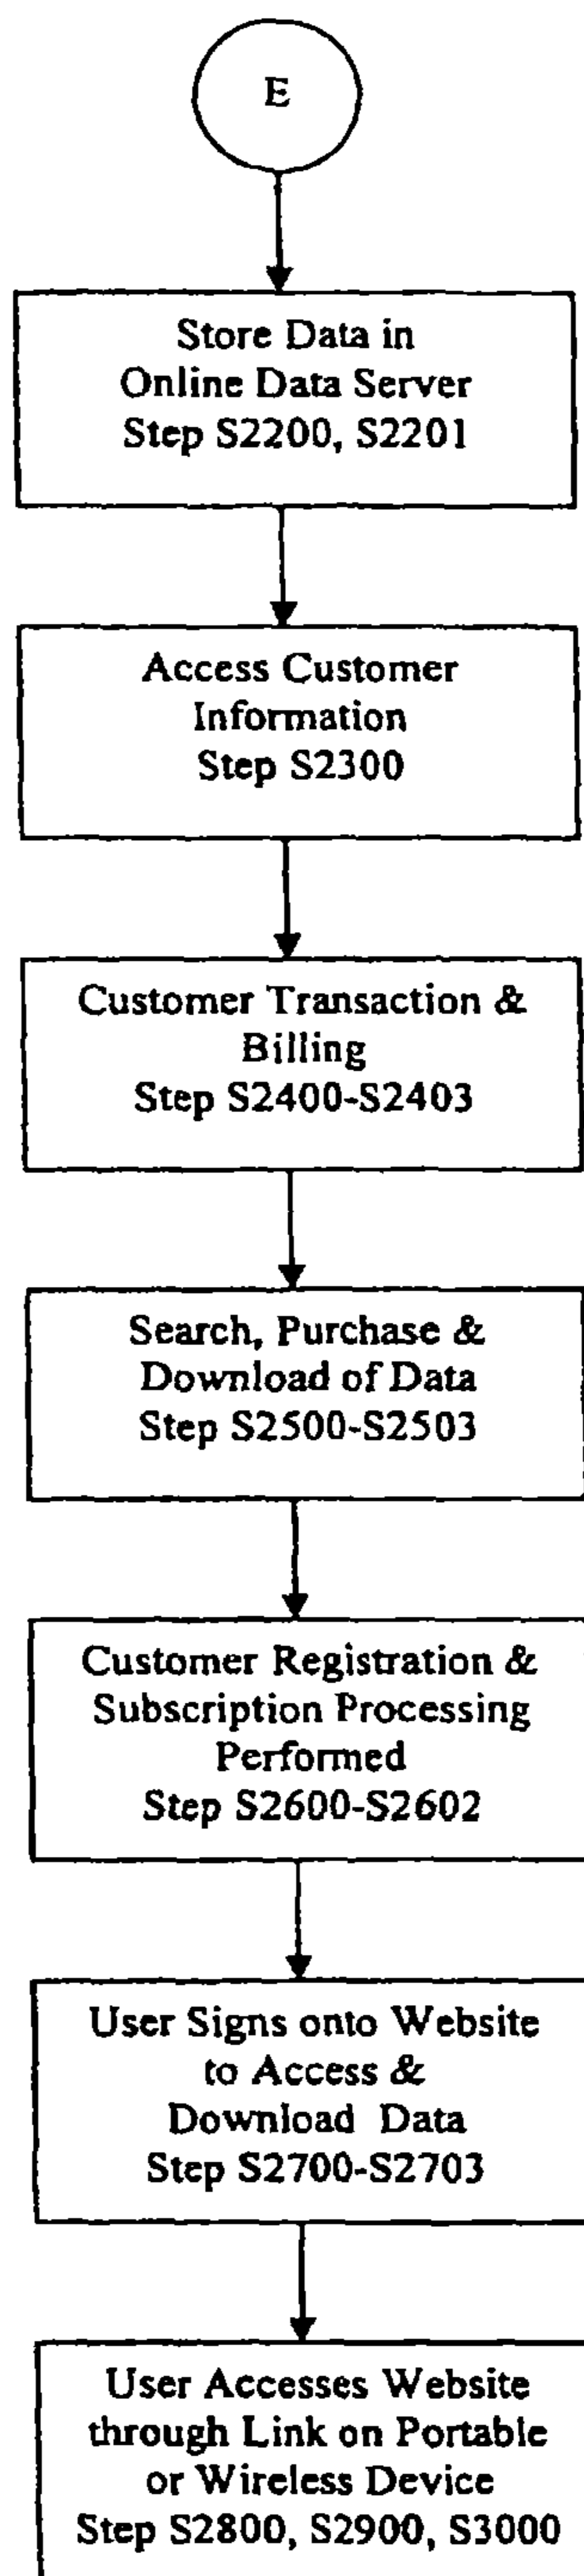 E
Store Data in
Online Data Server
Step S2200, S2201
Access Customer
Information
Step S2300
Customer Transaction &
Billing
Step S2400-S2403
Search, Purchase &
Download of Data
Step S2500-S2503
Customer Registration &
Subscription Processing
Performed
Step S2600-S2602
User Signs onto Website
to Access &
Download Data
Step S2700-S2703
User Accesses Website
through Link on Portable
or Wireless Device
Step S2800, S2900, S3000